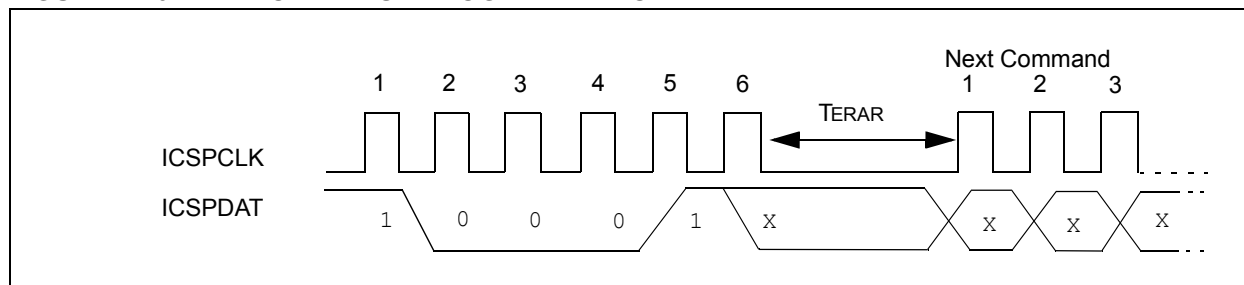 Next Command
1 2 3 4 5 6 1 2 3
TERAR
ICSPCLK
ICSPDAT
1 0 0 0 1 X X X X